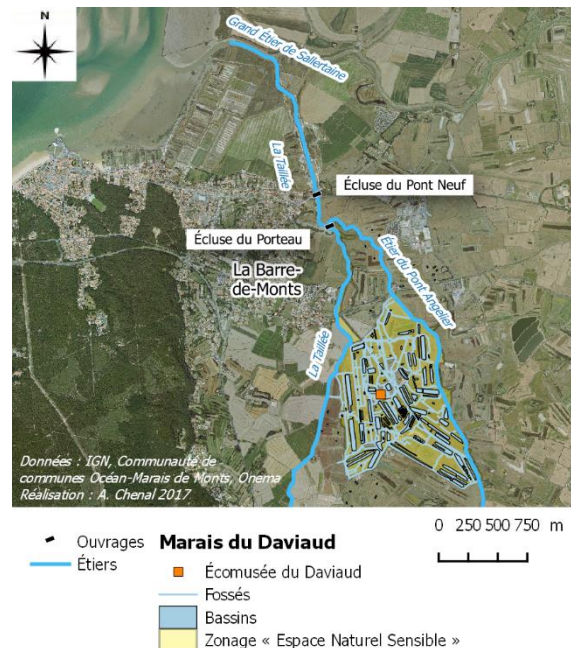 N
Grand Étier de Sallertaine
La Taillée
Écluse du Pont Neuf
Écluse du Porteau
Étier du Pont Angelier
La Barre-
de-Monts
La Taillée
Données : IGN, Communauté de
communes Océan-Marais de Monts, Onema
Réalisation : A. Chenal 2017
0 250 500 750 m
Ouvrages
Étiers
Marais du Daviaud
Écomusée du Daviaud
Fossés
Bassins
Zonage « Espace Naturel Sensible »